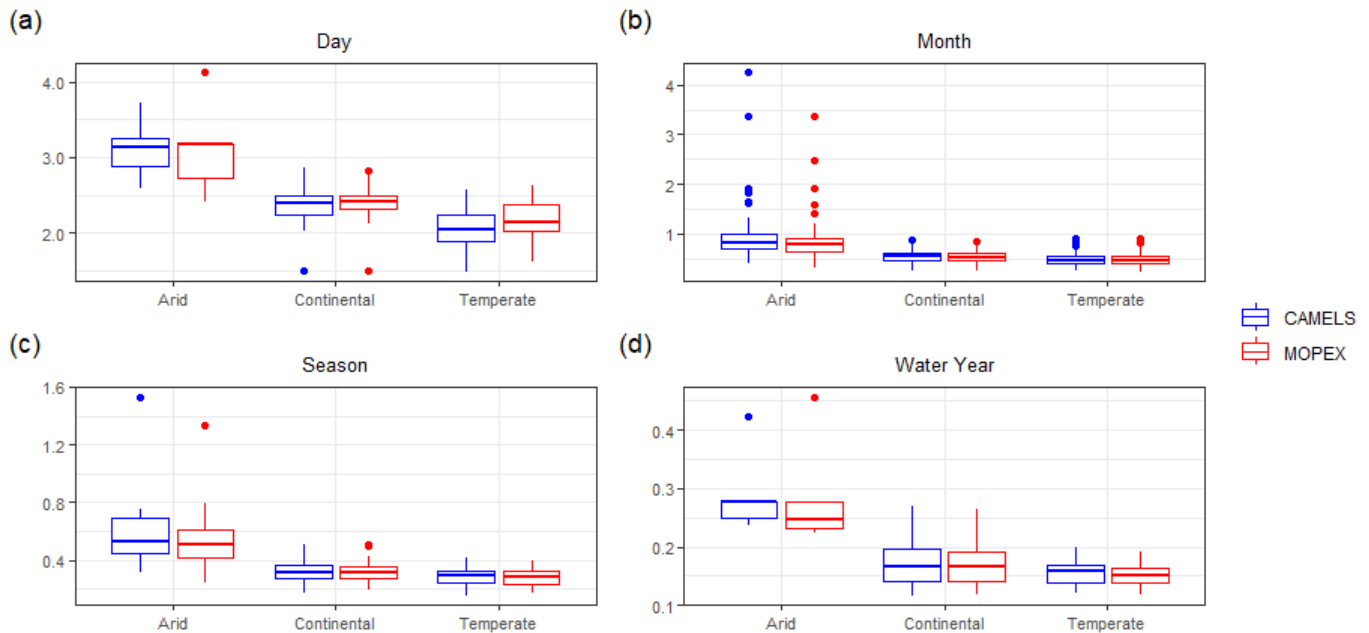 (a)
Day
4.0
3.0
2.0
Arid Continental Temperate
(b)
Month
4
3
2
1
Arid Continental Temperate
CAMELS
MOPEX
(c)
Season
1.6
1.2
0.8
0.4
Arid Continental Temperate
(d)
Water Year
0.4
0.3
0.2
0.1
Arid Continental Temperate